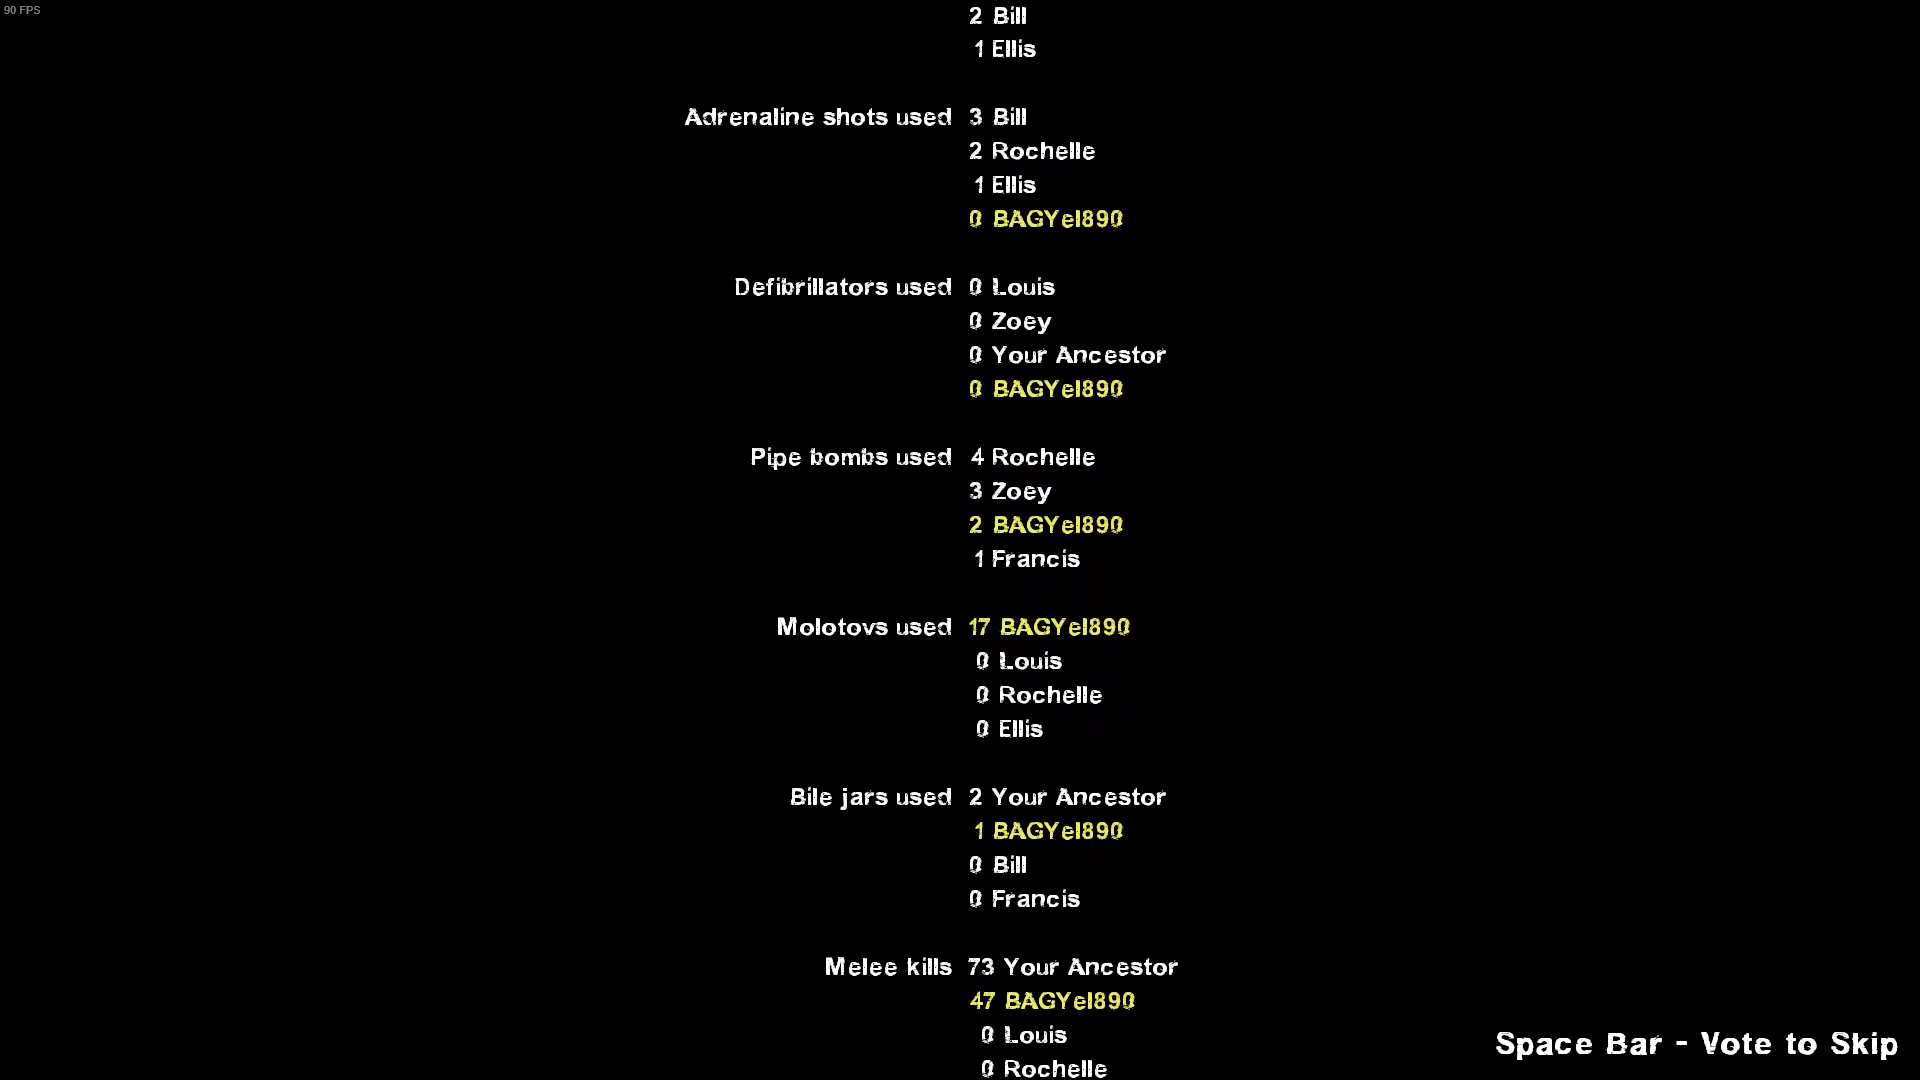 90 FPS
2 Bill
1 Ellis
Adrenaline shots used 3 Bill
2 Rochelle
1 Ellis
0 BAGYel890
Defibrillators used 0 Louis
0 Zoey
0 Your Ancestor
0 BAGYel890
Pipe bombs used 4 Rochelle
3 Zoey
2 BAGYel890
1 Francis
Molotovs used 17 BAGYel890
0 Louis
0 Rochelle
0 Ellis
Bile jars used 2 Your Ancestor
1 BAGYel890
0 Bill
0 Francis
Melee kills 73 Your Ancestor
47 BAGYel890
0 Louis
0 Rochelle
Space Bar - Vote to Skip